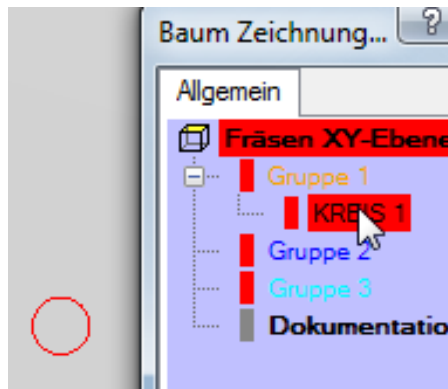 Baum Zeichnung...
?
Allgemein
Fräsen XY-Ebene
Gruppe 1
KREIS 1
Gruppe 2
Gruppe 3
Dokumentatio